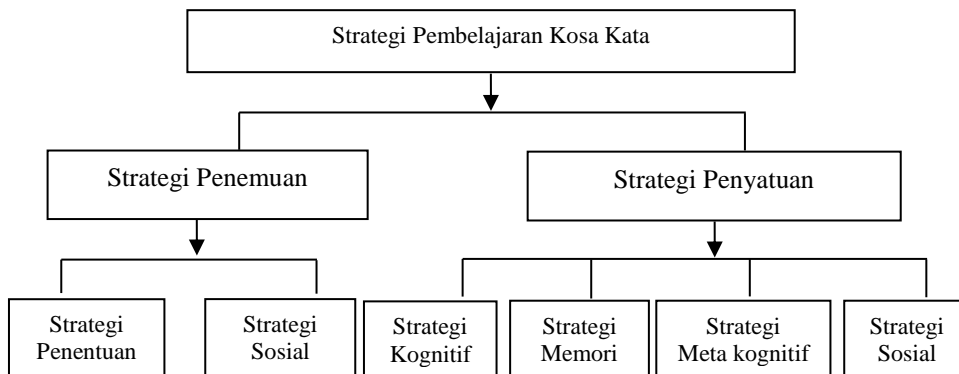 Strategi Pembelajaran Kosa Kata
Strategi Penemuan
Strategi Penyatuan
Strategi
Penentuan
Strategi
Sosial
Strategi
Kognitif
Strategi
Memori
Strategi
Meta kognitif
Strategi
Sosial